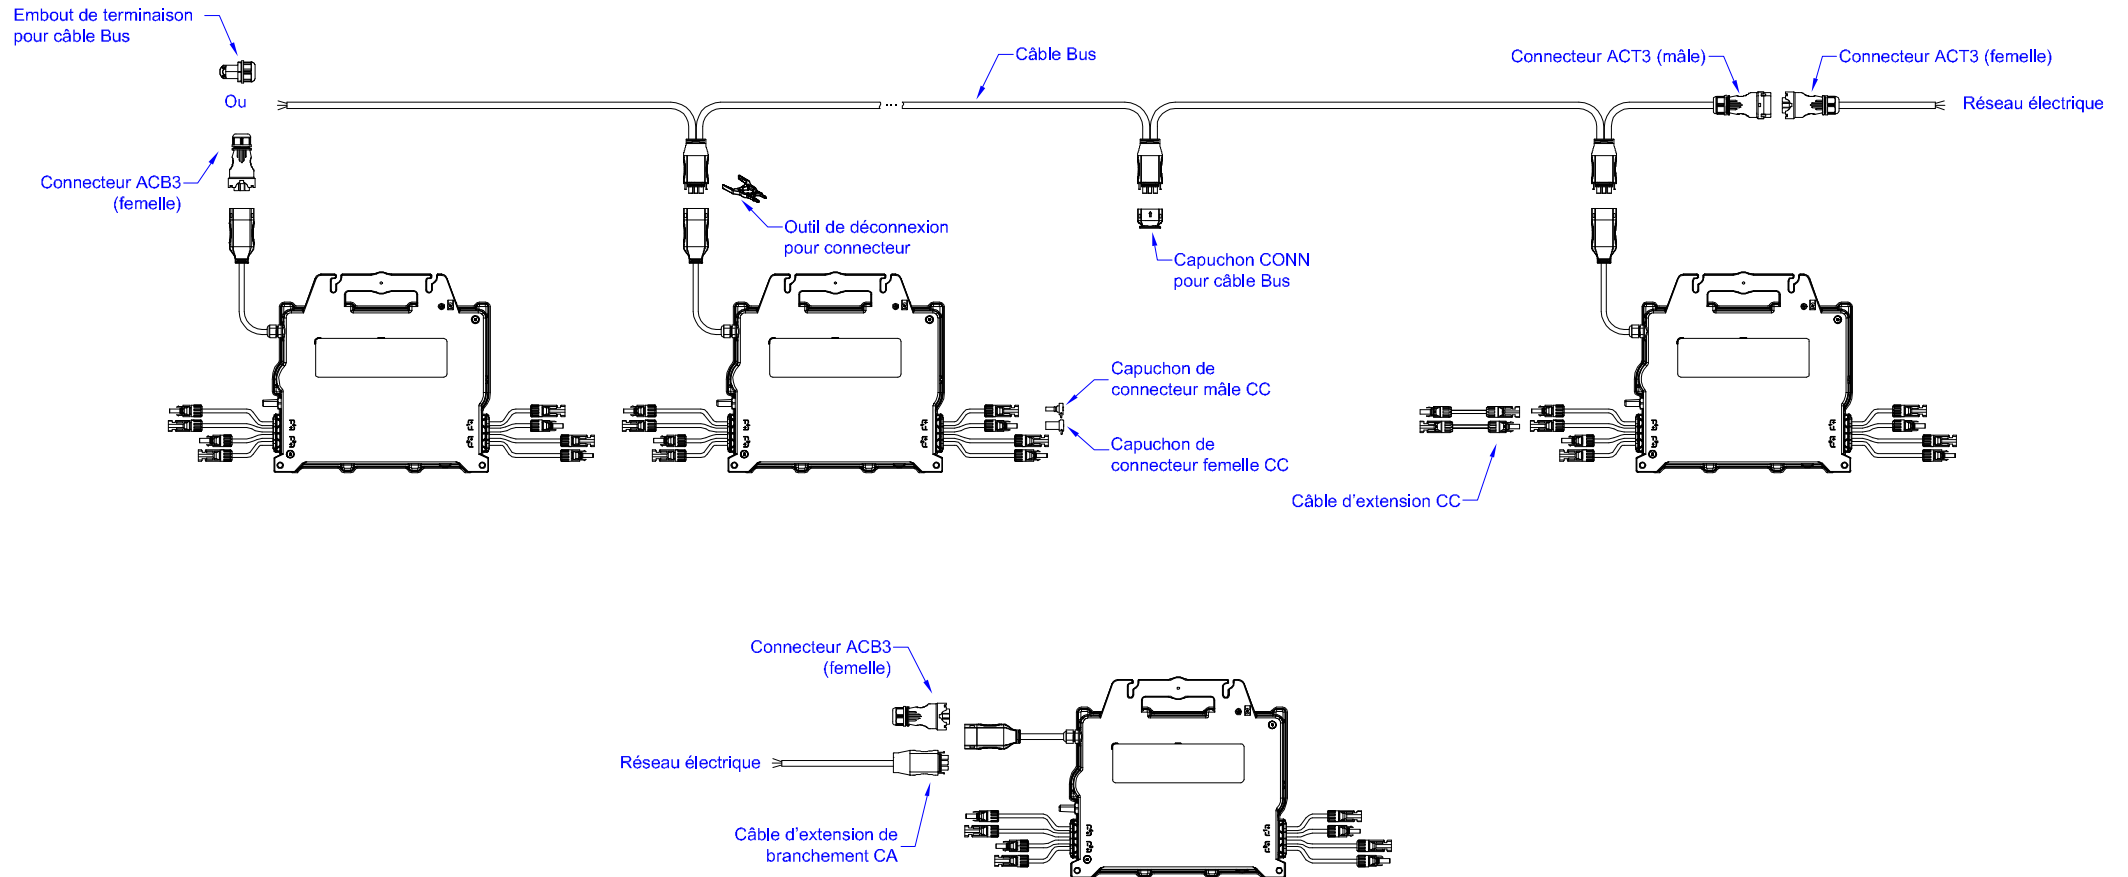 Embout de terminaison
pour câble Bus
Ou
Connecteur ACB3
(femelle)
Câble Bus
Connecteur ACT3 (mâle)
Connecteur ACT3 (femelle)
Réseau électrique
Outil de déconnexion
pour connecteur
Capuchon CONN
pour câble Bus
Capuchon de
connecteur mâle CC
Capuchon de
connecteur femelle CC
Câble d'extension CC
Connecteur ACB3
(femelle)
Réseau électrique
Câble d'extension de
branchement CA